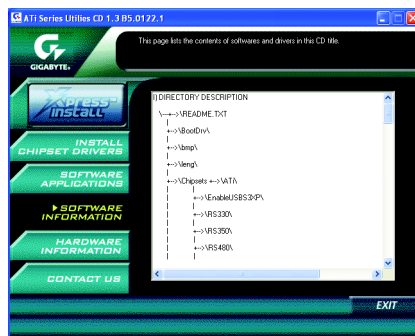 ATi Series Utilies CD 1.3 B5.0122.1
This page lists the contents of softwares and drivers in this CD title.
GIGABYTE
Xpress
install
INSTALL
CHIPSET DRIVERS
SOFTWARE
APPLICATIONS
SOFTWARE
INFORMATION
HARDWARE
INFORMATION
CONTACT US
I) DIRECTORY DESCRIPTION
\---+-->\README.TXT
|
+-->\BootDrv\
|
+-->\bmp\
|
+-->\leng\
|
+-->\Chipsets +-->\ATi\
| |
| +-->\EnableUSBS3XP\
| |
| +-->\RS330\
| |
| +-->\RS350\
| |
| +-->\RS480\
EXIT